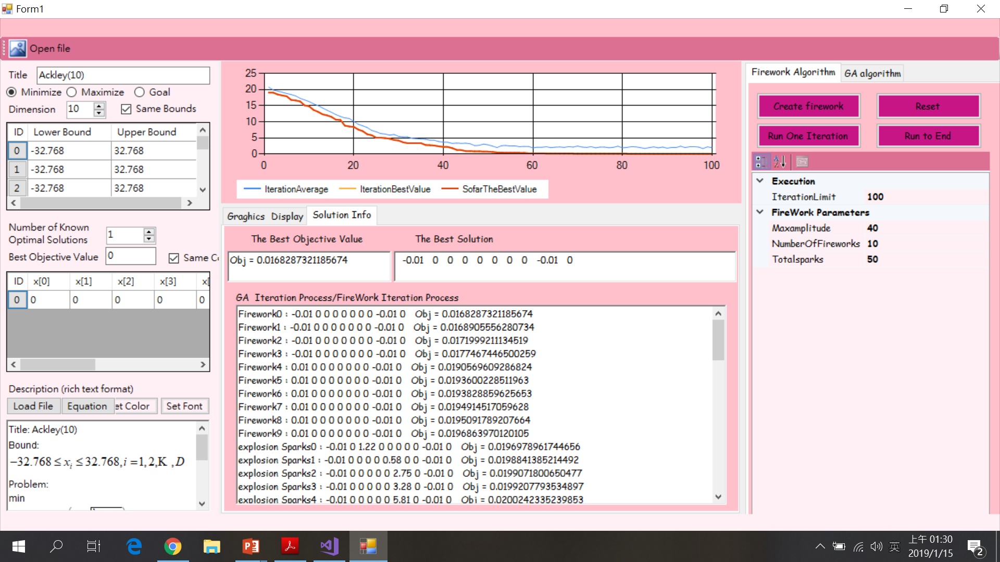 Form1
Open file
Title Ackley(10)
Minimize Maximize Goal
Dimension 10 Same Bounds
ID Lower Bound Upper Bound
0 -32.768 32.768
1 -32.768 32.768
2 -32.768 32.768
Number of Known
Optimal Solutions 1
Best Objective Value 0 Same C
ID x[0] x[1] x[2] x[3] x[
0 0 0 0 0 0
Description (rich text format)
Load File Equation et Color Set Font
Title: Ackley(10)
Bound:
−32.768 ≤ xᵢ ≤ 32.768, i = 1, 2,K , D
Problem:
min
25
20
15
10
5
0
0 20 40 60 80 100
IterationAverage IterationBestValue SofarTheBestValue
Graghics Display Solution Info
The Best Objective Value The Best Solution
Obj = 0.0168287321185674 -0.01 0 0 0 0 0 0 0 -0.01 0
GA Iteration Process/FireWork Iteration Process
Firework0 : -0.01 0 0 0 0 0 0 0 -0.01 0 Obj = 0.0168287321185674
Firework1 : -0.01 0 0 0 0 0 0 0 -0.01 0 Obj = 0.0168905556280734
Firework2 : -0.01 0 0 0 0 0 0 0 -0.01 0 Obj = 0.0171999211134519
Firework3 : -0.01 0 0 0 0 0 0 0 -0.01 0 Obj = 0.0177467446500259
Firework4 : 0.01 0 0 0 0 0 0 0 -0.01 0 Obj = 0.0190569609286824
Firework5 : 0.01 0 0 0 0 0 0 0 -0.01 0 Obj = 0.0193600228511963
Firework6 : 0.01 0 0 0 0 0 0 0 -0.01 0 Obj = 0.0193828859625653
Firework7 : 0.01 0 0 0 0 0 0 0 -0.01 0 Obj = 0.0194914517059628
Firework8 : 0.01 0 0 0 0 0 0 0 -0.01 0 Obj = 0.0195091789207664
Firework9 : 0.01 0 0 0 0 0 0 0 -0.01 0 Obj = 0.0196863970120105
explosion Sparks0 : -0.01 0 1.22 0 0 0 0 0 -0.01 0 Obj = 0.0196978961744656
explosion Sparks1 : -0.01 0 0 0 0 0.58 0 0 -0.01 0 Obj = 0.0198841385214492
explosion Sparks2 : -0.01 0 0 0 0 0 2.75 0 -0.01 0 Obj = 0.0199071800650477
explosion Sparks3 : -0.01 0 0 0 0 0 3.28 0 -0.01 0 Obj = 0.0199207793534897
explosion Sparks4 : -0.01 0 0 0 0 0 5.81 0 -0.01 0 Obj = 0.0200242335239853
Firework Algorithm GA algorithm
Create firework Reset
Run One Iteration Run to End
Execution
IterationLimit 100
FireWork Parameters
Maxamplitude 40
NumberOfFireworks 10
Totalsparks 50
英
上午 01:30
2019/1/15
2